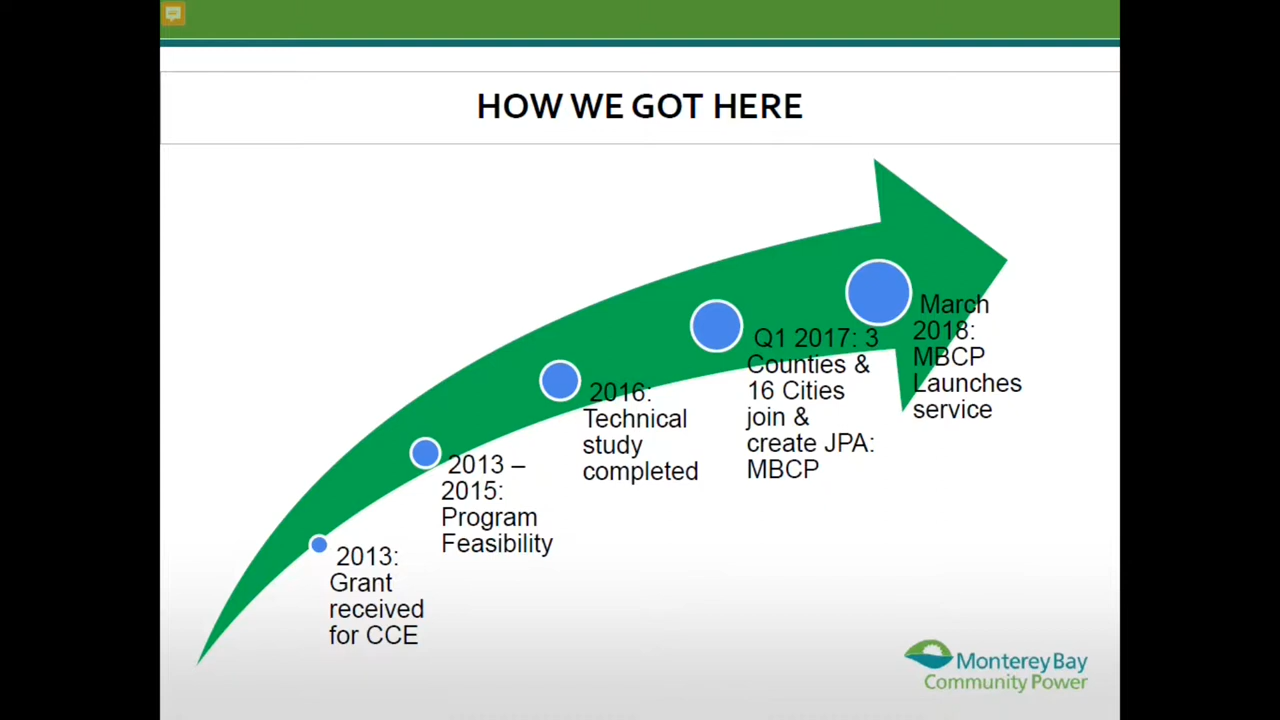 HOW WE GOT HERE
2013:
Grant
received
for CCE
2013 –
2015:
Program
Feasibility
2016:
Technical
study
completed
Q1 2017: 3
Counties &
16 Cities
join &
create JPA:
MBCP
March
2018:
MBCP
Launches
service
Monterey Bay
Community Power